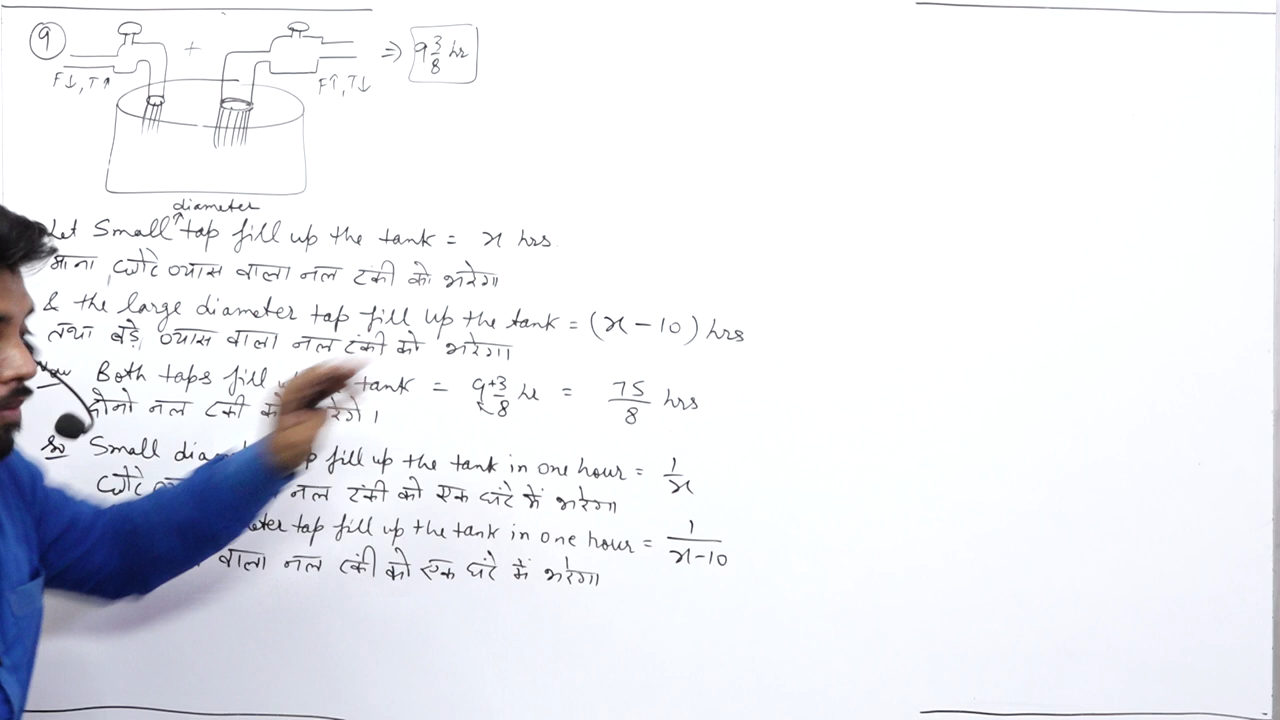 9 + ⇒ 9 3/8 hr
F↓, T↑ F↑, T↓
diameter
Let Small ↑ tap fill up the tank = x hrs
माना छोटे व्यास वाला नल टंकी को भरेगा
& the large diameter tap fill up the tank = (x - 10) hrs
तथा बड़े व्यास वाला नल टंकी को भरेगा।
Now Both taps fill tank = 9 3/8 hr = 75/8 hrs
दोनो नल टंकी को भरेंगे।
So Small fill up the tank in one hour = 1/x
छोटे नल टंकी को एक घंटे में भरेगा
tap fill up the tank in one hour = 1/(x-10)
वाला नल टंकी को एक घंटे में भरेगा